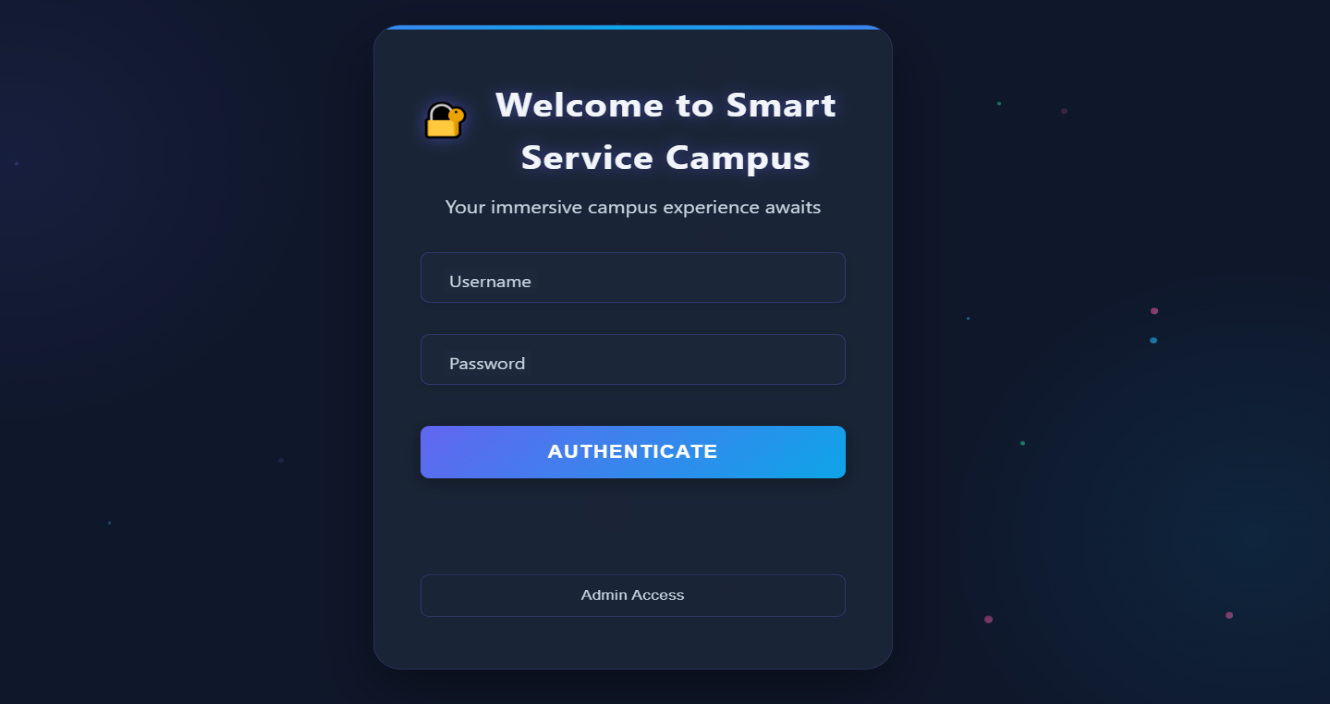 Welcome to Smart
Service Campus
Your immersive campus experience awaits
Username
Password
AUTHENTICATE
Admin Access